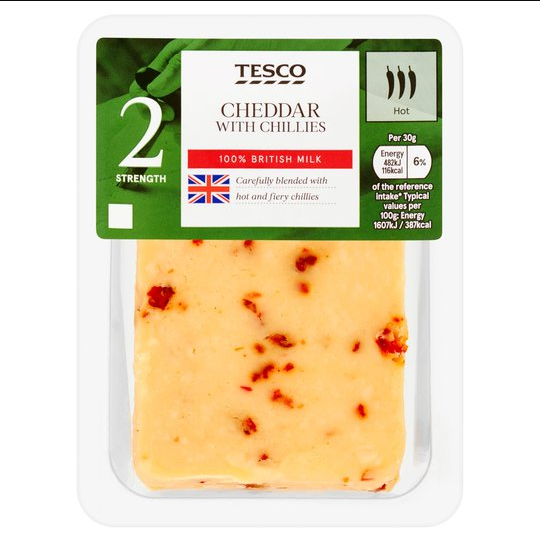 TESCO
CHEDDAR
WITH CHILLIES
2
STRENGTH
100% BRITISH MILK
Carefully blended with
hot and fiery chillies
Hot
Per 30g
Energy
482kJ
116kcal
6%
of the reference
intake* Typical
values per
100g: Energy
1607kJ / 387kcal